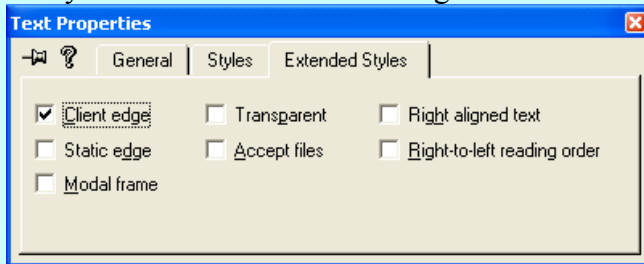 Text Properties
General Styles Extended Styles
Client edge Transparent Right aligned text
Static edge Accept files Right-to-left reading order
Modal frame